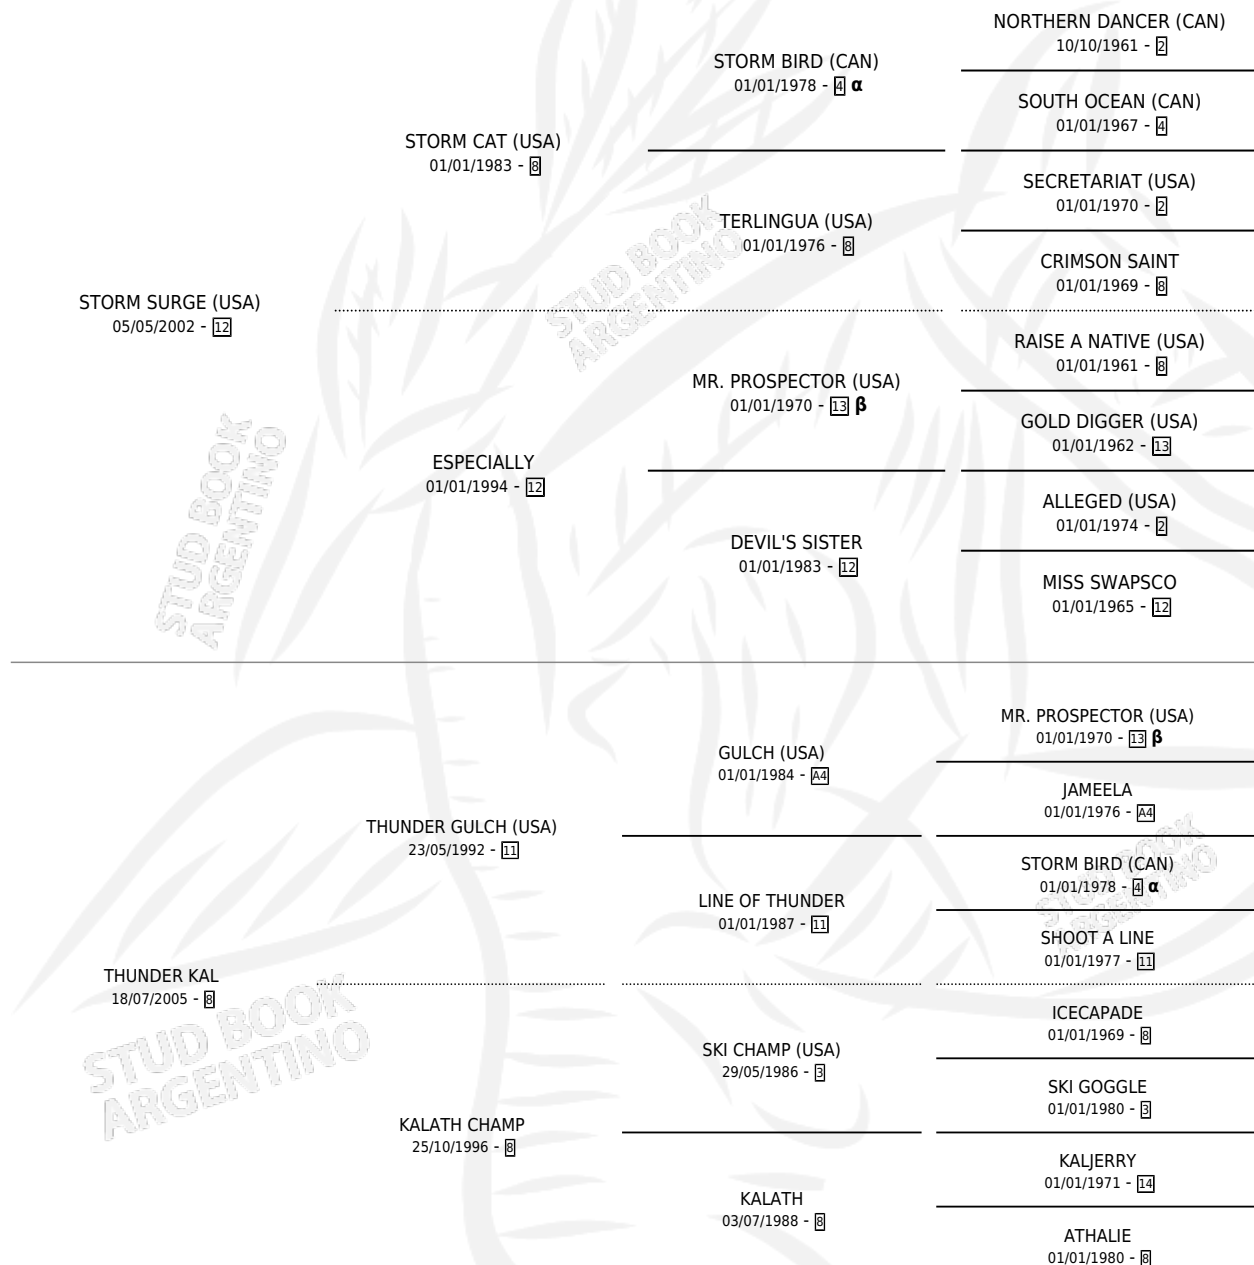 NORTHERN DANCER (CAN)
10/10/1961 - 2
STORM BIRD (CAN)
01/01/1978 - 4 α
SOUTH OCEAN (CAN)
01/01/1967 - 4
STORM CAT (USA)
01/01/1983 - 8
SECRETARIAT (USA)
01/01/1970 - 2
TERLINGUA (USA)
01/01/1976 - 8
CRIMSON SAINT
01/01/1969 - 8
STORM SURGE (USA)
05/05/2002 - 12
RAISE A NATIVE (USA)
01/01/1961 - 8
MR. PROSPECTOR (USA)
01/01/1970 - 13 β
GOLD DIGGER (USA)
01/01/1962 - 13
ESPECIALLY
01/01/1994 - 12
ALLEGED (USA)
01/01/1974 - 2
DEVIL'S SISTER
01/01/1983 - 12
MISS SWAPSCO
01/01/1965 - 12
MR. PROSPECTOR (USA)
01/01/1970 - 13 β
GULCH (USA)
01/01/1984 - A4
JAMEELA
01/01/1976 - A4
THUNDER GULCH (USA)
23/05/1992 - 11
STORM BIRD (CAN)
01/01/1978 - 4 α
LINE OF THUNDER
01/01/1987 - 11
SHOOT A LINE
01/01/1977 - 11
THUNDER KAL
18/07/2005 - 8
ICECAPADE
01/01/1969 - 8
SKI CHAMP (USA)
29/05/1986 - 3
SKI GOGGLE
01/01/1980 - 3
KALATH CHAMP
25/10/1996 - 8
KALJERRY
01/01/1971 - 14
KALATH
03/07/1988 - 8
ATHALIE
01/01/1980 - 8
STUD BOOK
ARGENTINO
STUD BOOK
ARGENTINO
STUD BOOK
ARGENTINO
STUD BOOK
ARGENTINO